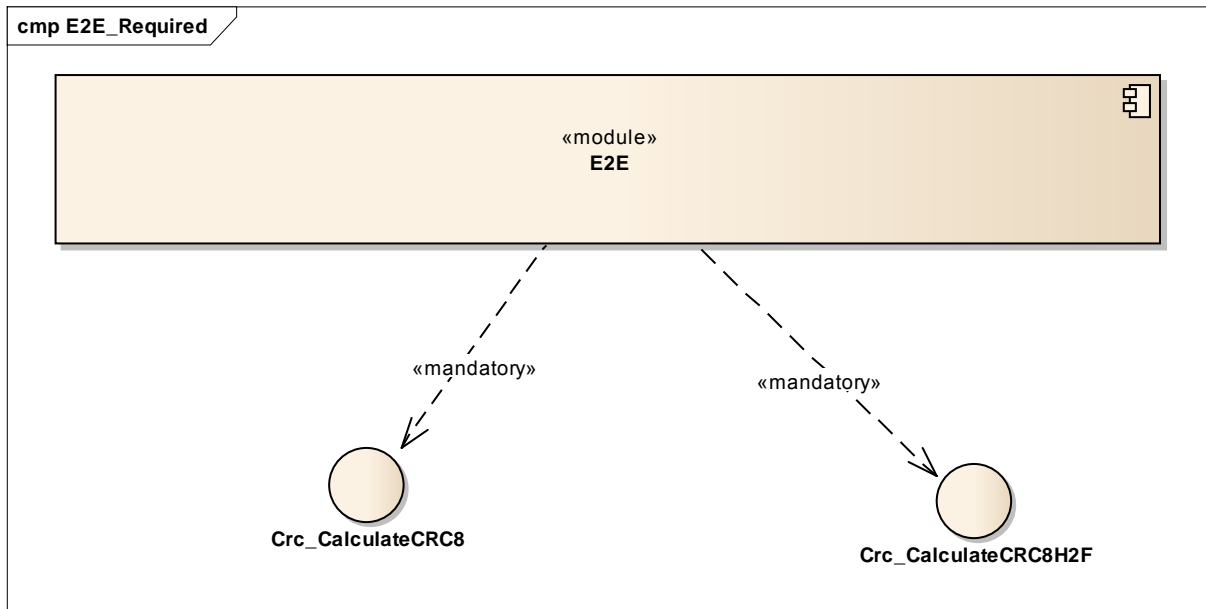 cmp E2E_Required
«module»
E2E
«mandatory»
«mandatory»
Crc_CalculateCRC8
Crc_CalculateCRC8H2F